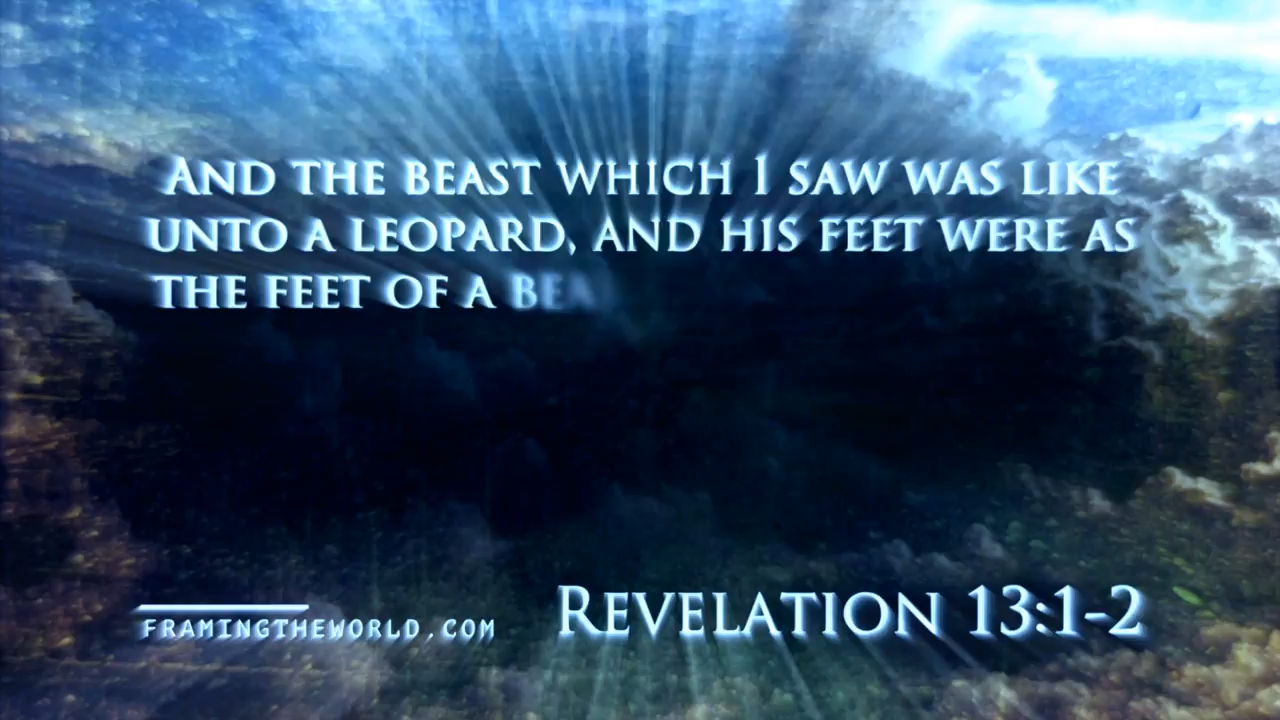 And the beast which I saw was like
unto a leopard, and his feet were as
the feet of a
framingtheworld.com
Revelation 13:1-2